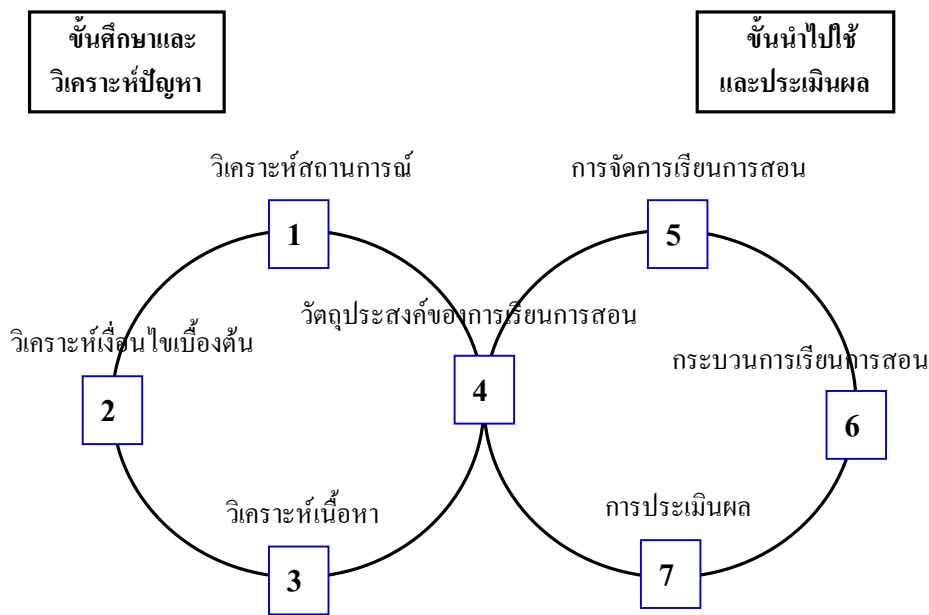 ขั้นศึกษาและ
วิเคราะห์ปัญหา
ขั้นนำไปใช้
และประเมินผล
วิเคราะห์สถานการณ์
การจัดการเรียนการสอน
1
5
วัตถุประสงค์ของการเรียนการสอน
วิเคราะห์เงื่อนไขเบื้องต้น
กระบวนการเรียนการสอน
2
4
6
วิเคราะห์เนื้อหา
การประเมินผล
3
7